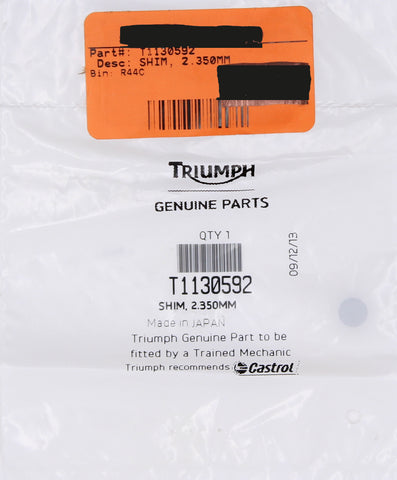 Part#: T1130592
Desc: SHIM, 2.350MM
Bin: R44C
TRIUMPH
GENUINE PARTS
QTY 1
09/12/13
T1130592
SHIM, 2.350MM
Made in JAPAN
Triumph Genuine Part to be
fitted by a Trained Mechanic
Triumph recommends Castrol